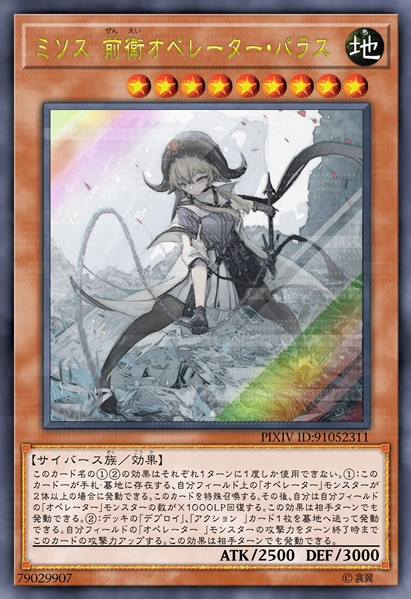 ミソス 前衛オペレーター・パラス
ぜん えい
地
ち
PIXIV ID:91052311
【サイバース族／効果】
ぞく こうか
このカード名の①②の効果はそれぞれ1ターンに1度しか使用できない。①：この
カードが手札・墓地に存在する、自分フィールド上の「オペレーター」モンスターが
2体以上の場合に発動できる。このカードを特殊召喚する。その後、自分は自分フィールド
の「オペレーター」モンスターの数が×1000LP回復する。この効果は相手ターンでも
発動できる。②：デッキの「デプロイ」、「アクション」カード1枚を墓地へ送って発動
できる。自分フィールドの「オペレーター 」モンスターの攻撃力をターン終了時まで
このカードの攻撃力アップする。この効果は相手ターンでも発動できる。
ATK/2500 DEF/3000
79029907